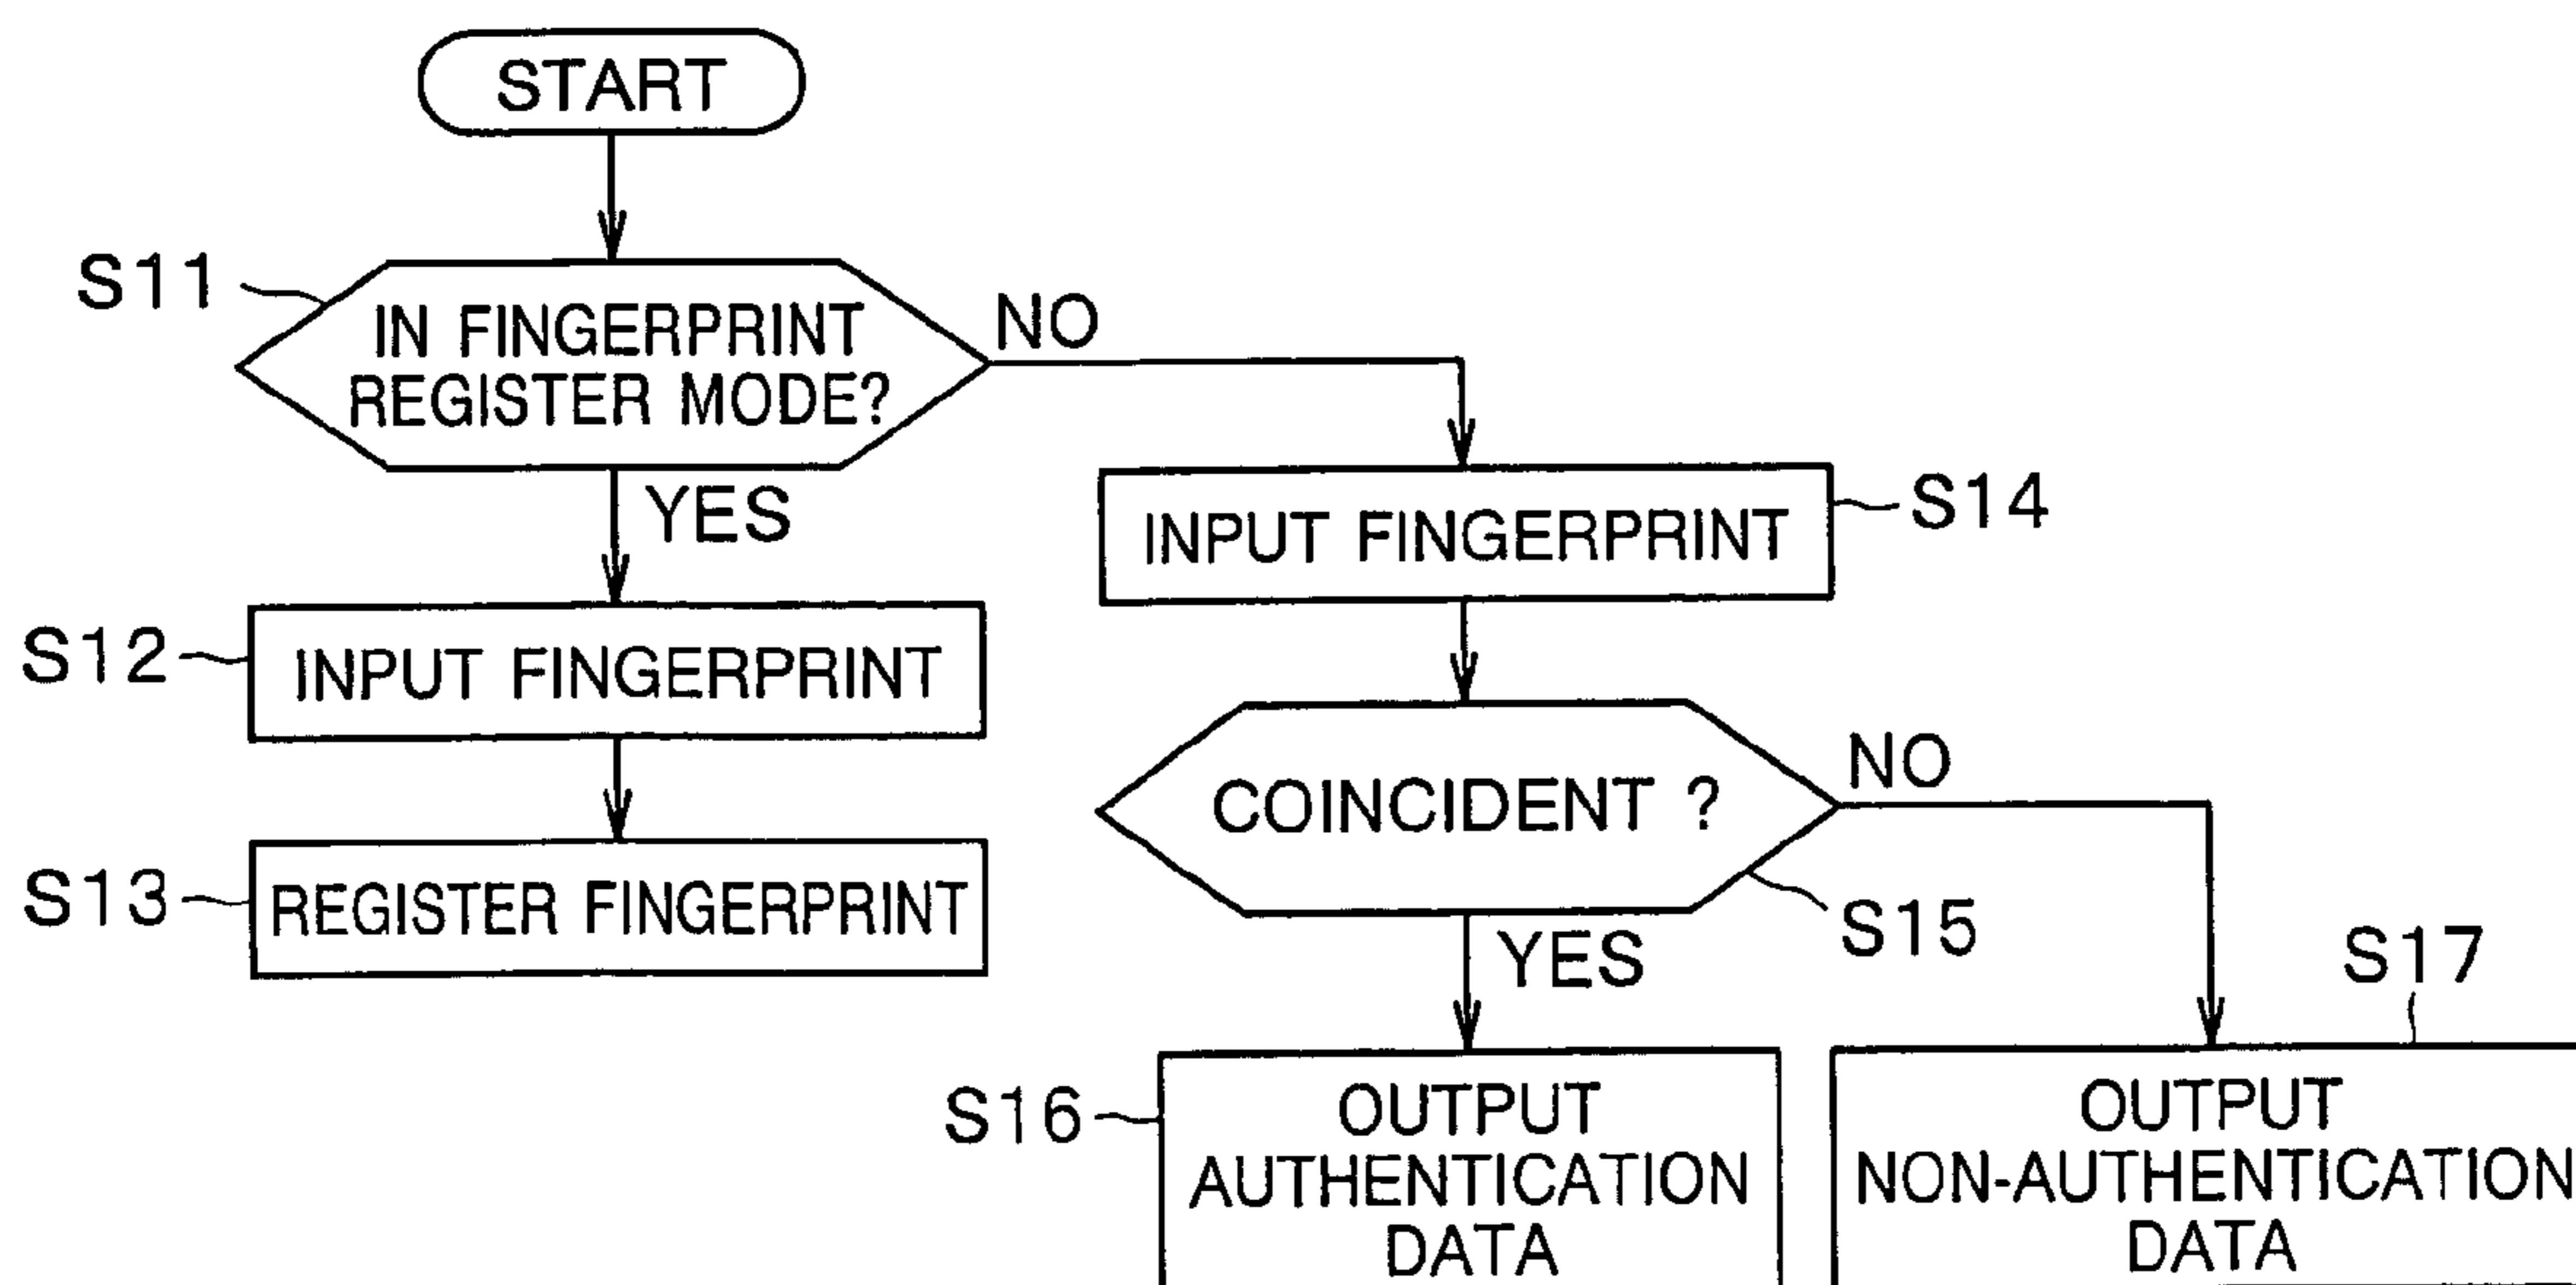 START
S11
IN FINGERPRINT
REGISTER MODE?
NO
YES
S12
INPUT FINGERPRINT
S13
REGISTER FINGERPRINT
INPUT FINGERPRINT
S14
COINCIDENT ?
NO
S15
YES
S16
OUTPUT
AUTHENTICATION
DATA
S17
OUTPUT
NON-AUTHENTICATION
DATA